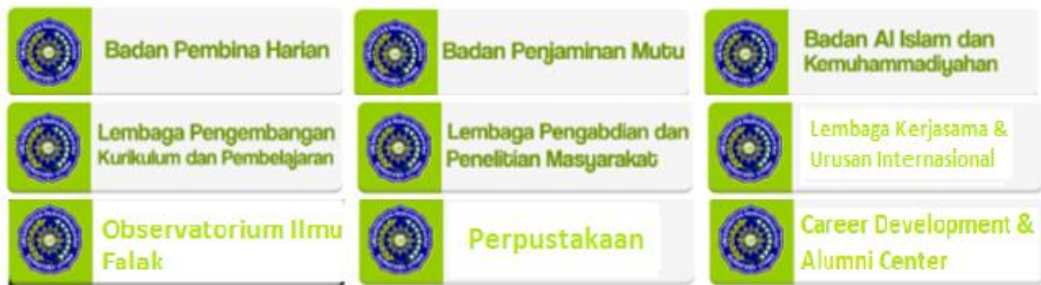 Badan Pembina Harian
Badan Penjaminan Mutu
Badan Al Islam dan
Kemuhammadiyahan
Lembaga Pengembangan
Kurikulum dan Pembelajaran
Lembaga Pengabdian dan
Penelitian Masyarakat
Lembaga Kerjasama &
Urusan Internasional
Observatorium Ilmu
Falak
Perpustakaan
Career Development &
Alumni Center